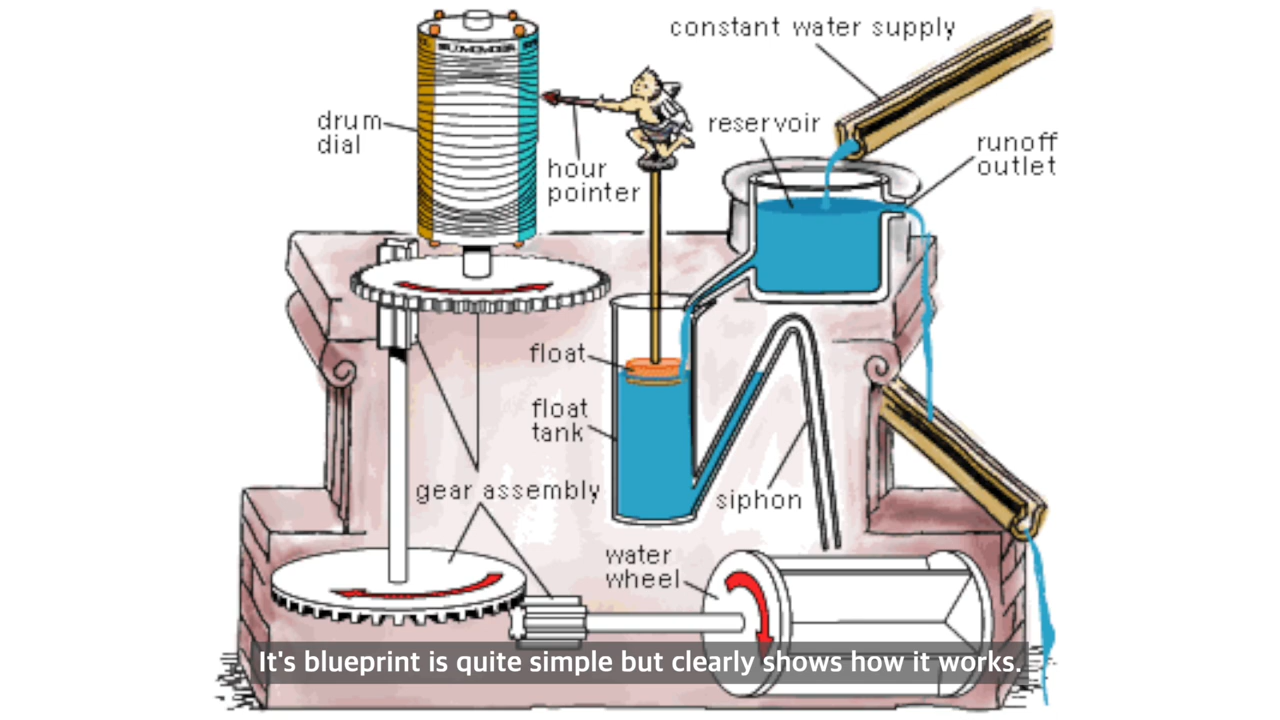 constant water supply
drum
dial
hour
pointer
reservoir
runoff
outlet
float
float
tank
gear assembly
siphon
water
wheel
It's blueprint is quite simple but clearly shows how it works.